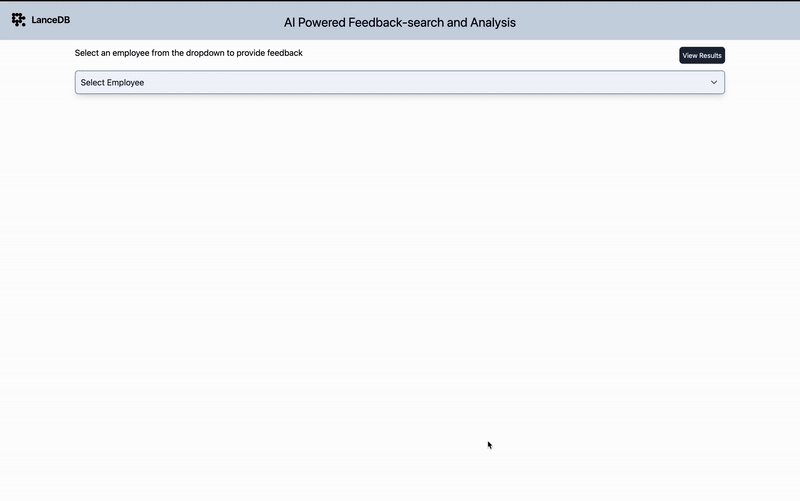 LanceDB
AI Powered Feedback-search and Analysis
Select an employee from the dropdown to provide feedback
View Results
Select Employee